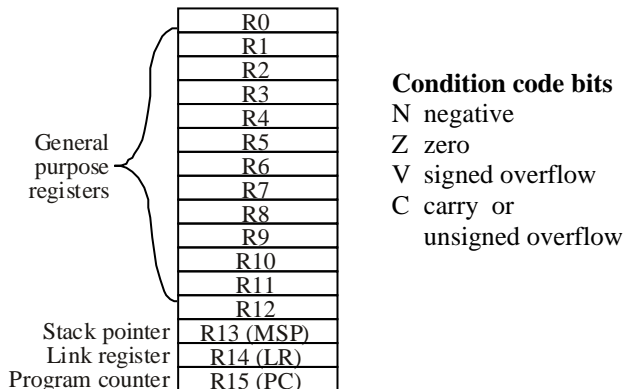 R0
R1
R2
R3
R4
R5
R6
R7
R8
R9
R10
R11
R12
R13 (MSP)
R14 (LR)
R15 (PC)
General
purpose
registers
Stack pointer
Link register
Program counter
Condition code bits
N negative
Z zero
V signed overflow
C carry or
unsigned overflow